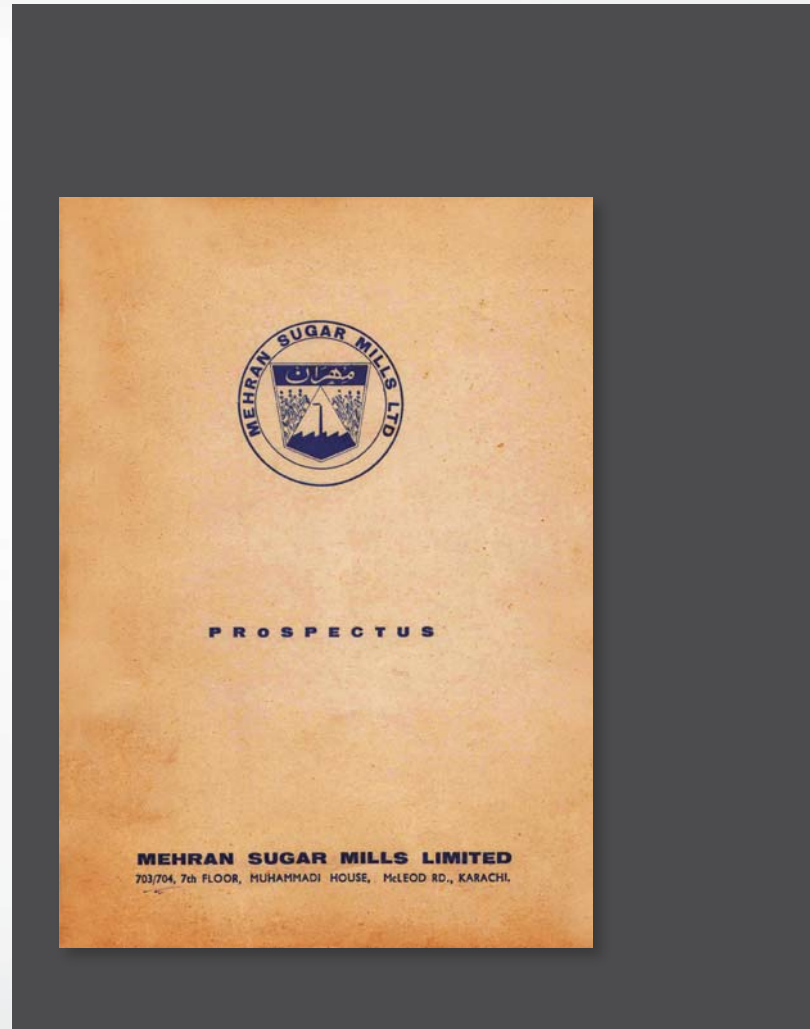 MEHRAN SUGAR MILLS LTD
مهران
PROSPECTUS
MEHRAN SUGAR MILLS LIMITED
703/704, 7th FLOOR, MUHAMMADI HOUSE, McLEOD RD., KARACHI.